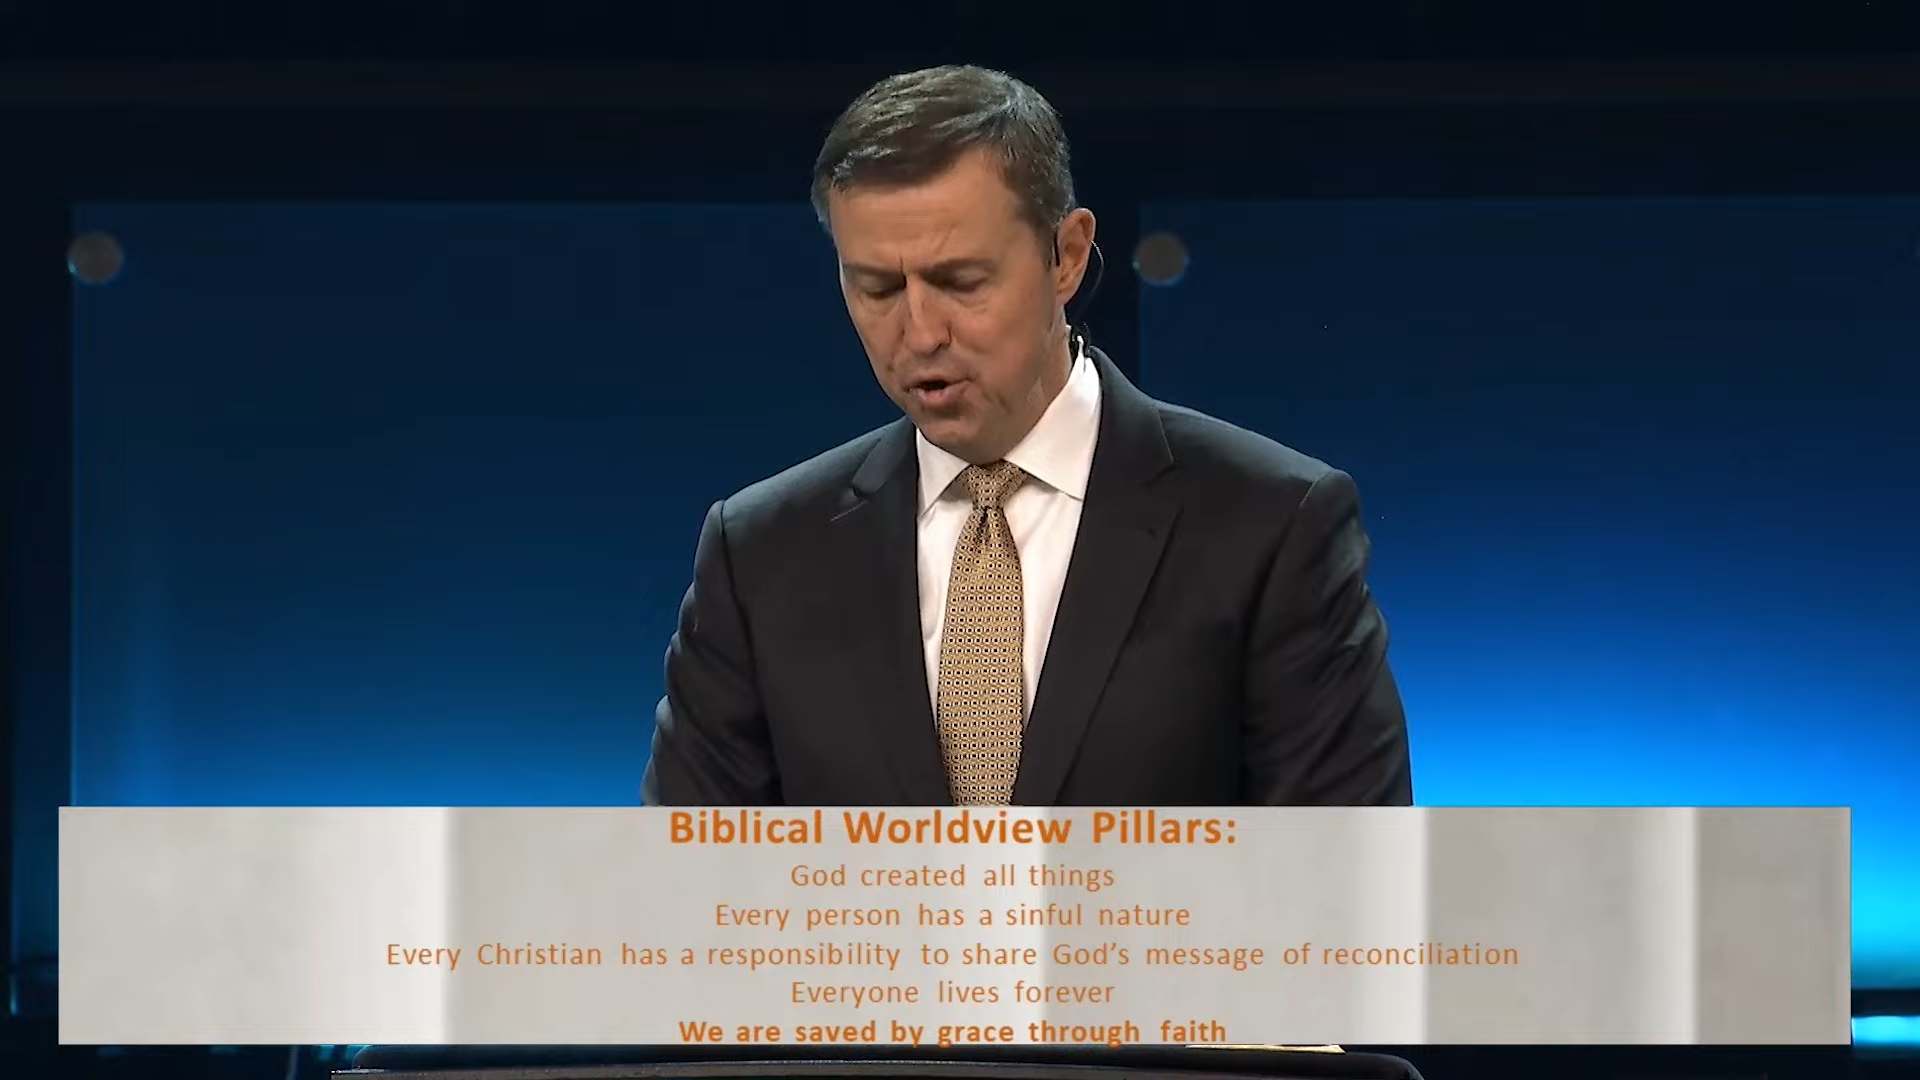 Biblical Worldview Pillars:
God created all things
Every person has a sinful nature
Every Christian has a responsibility to share God's message of reconciliation
Everyone lives forever
We are saved by grace through faith